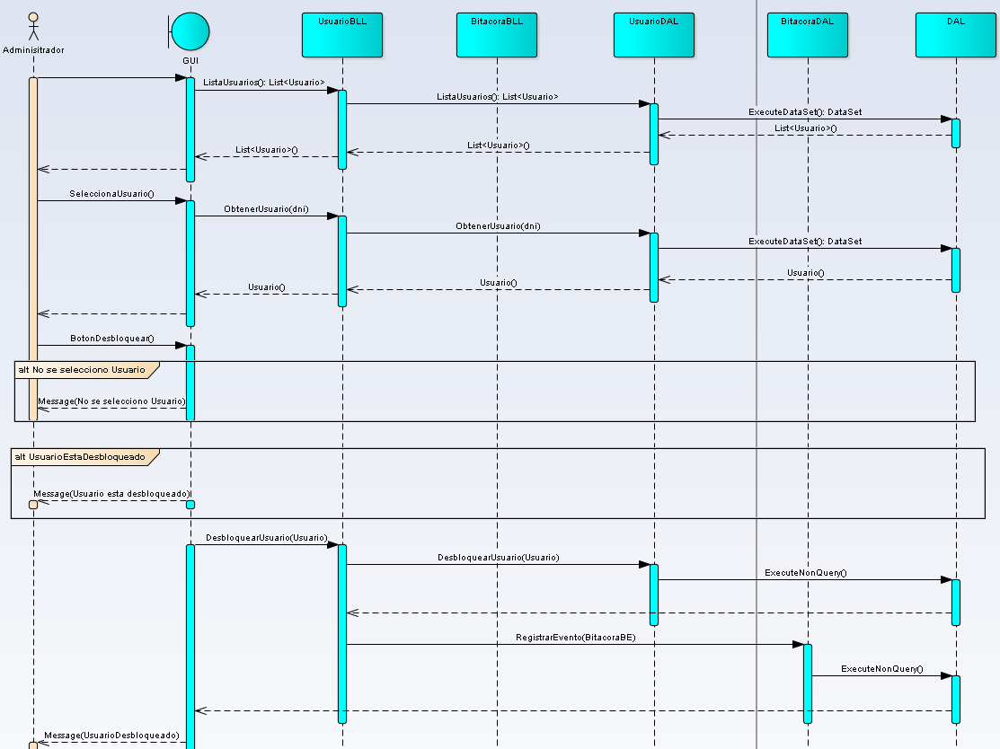 UsuarioBLL
BitacoraBLL
UsuarioDAL
BitacoraDAL
DAL
Adminisitrador
GUI
ListaUsuarios(): List<Usuario>
ListaUsuarios(): List<Usuario>
ExecuteDataSet(): DataSet
List<Usuario>()
List<Usuario>()
List<Usuario>()
SeleccionaUsuario()
ObtenerUsuario(dni)
ObtenerUsuario(dni)
ExecuteDataSet(): DataSet
Usuario()
Usuario()
Usuario()
BotonDesbloquear()
alt No se selecciono Usuario
Message(No se selecciono Usuario)
alt UsuarioEstaDesbloqueado
Message(Usuario esta desbloqueado)
DesbloquearUsuario(Usuario)
DesbloquearUsuario(Usuario)
ExecuteNonQuery()
RegistrarEvento(BitacoraBE)
ExecuteNonQuery()
Message(UsuarioDesbloqueado)